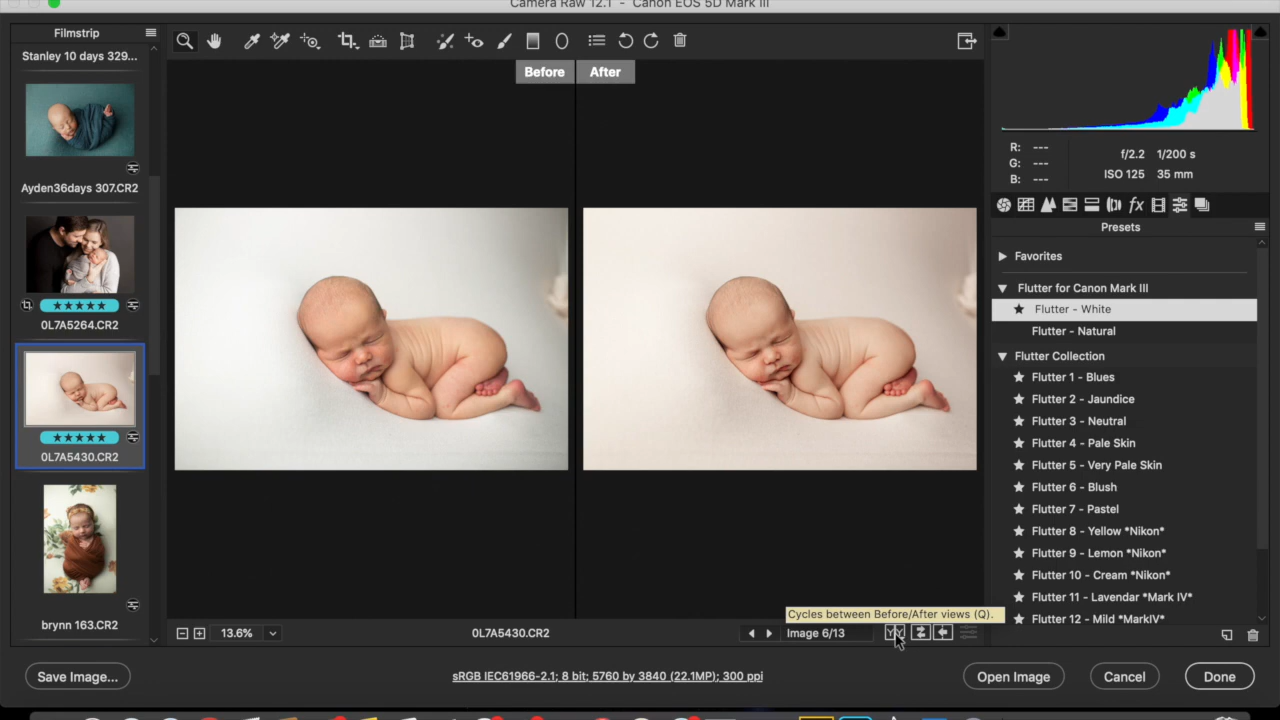 Camera Raw 12.1 - Canon EOS 5D Mark III
Filmstrip
Stanley 10 days 329...
Ayden36days 307.CR2
0L7A5264.CR2
0L7A5430.CR2
brynn 163.CR2
Before
After
R: ---
G: ---
B: ---
f/2.2 1/200 s
ISO 125 35 mm
fx
Presets
Favorites
Flutter for Canon Mark III
Flutter - White
Flutter - Natural
Flutter Collection
Flutter 1 - Blues
Flutter 2 - Jaundice
Flutter 3 - Neutral
Flutter 4 - Pale Skin
Flutter 5 - Very Pale Skin
Flutter 6 - Blush
Flutter 7 - Pastel
Flutter 8 - Yellow *Nikon*
Flutter 9 - Lemon *Nikon*
Flutter 10 - Cream *Nikon*
Flutter 11 - Lavendar *Mark IV*
Flutter 12 - Mild *MarkIV*
Cycles between Before/After views (Q).
13.6%
0L7A5430.CR2
Image 6/13
Save Image...
sRGB IEC61966-2.1; 8 bit; 5760 by 3840 (22.1MP); 300 ppi
Open Image
Cancel
Done